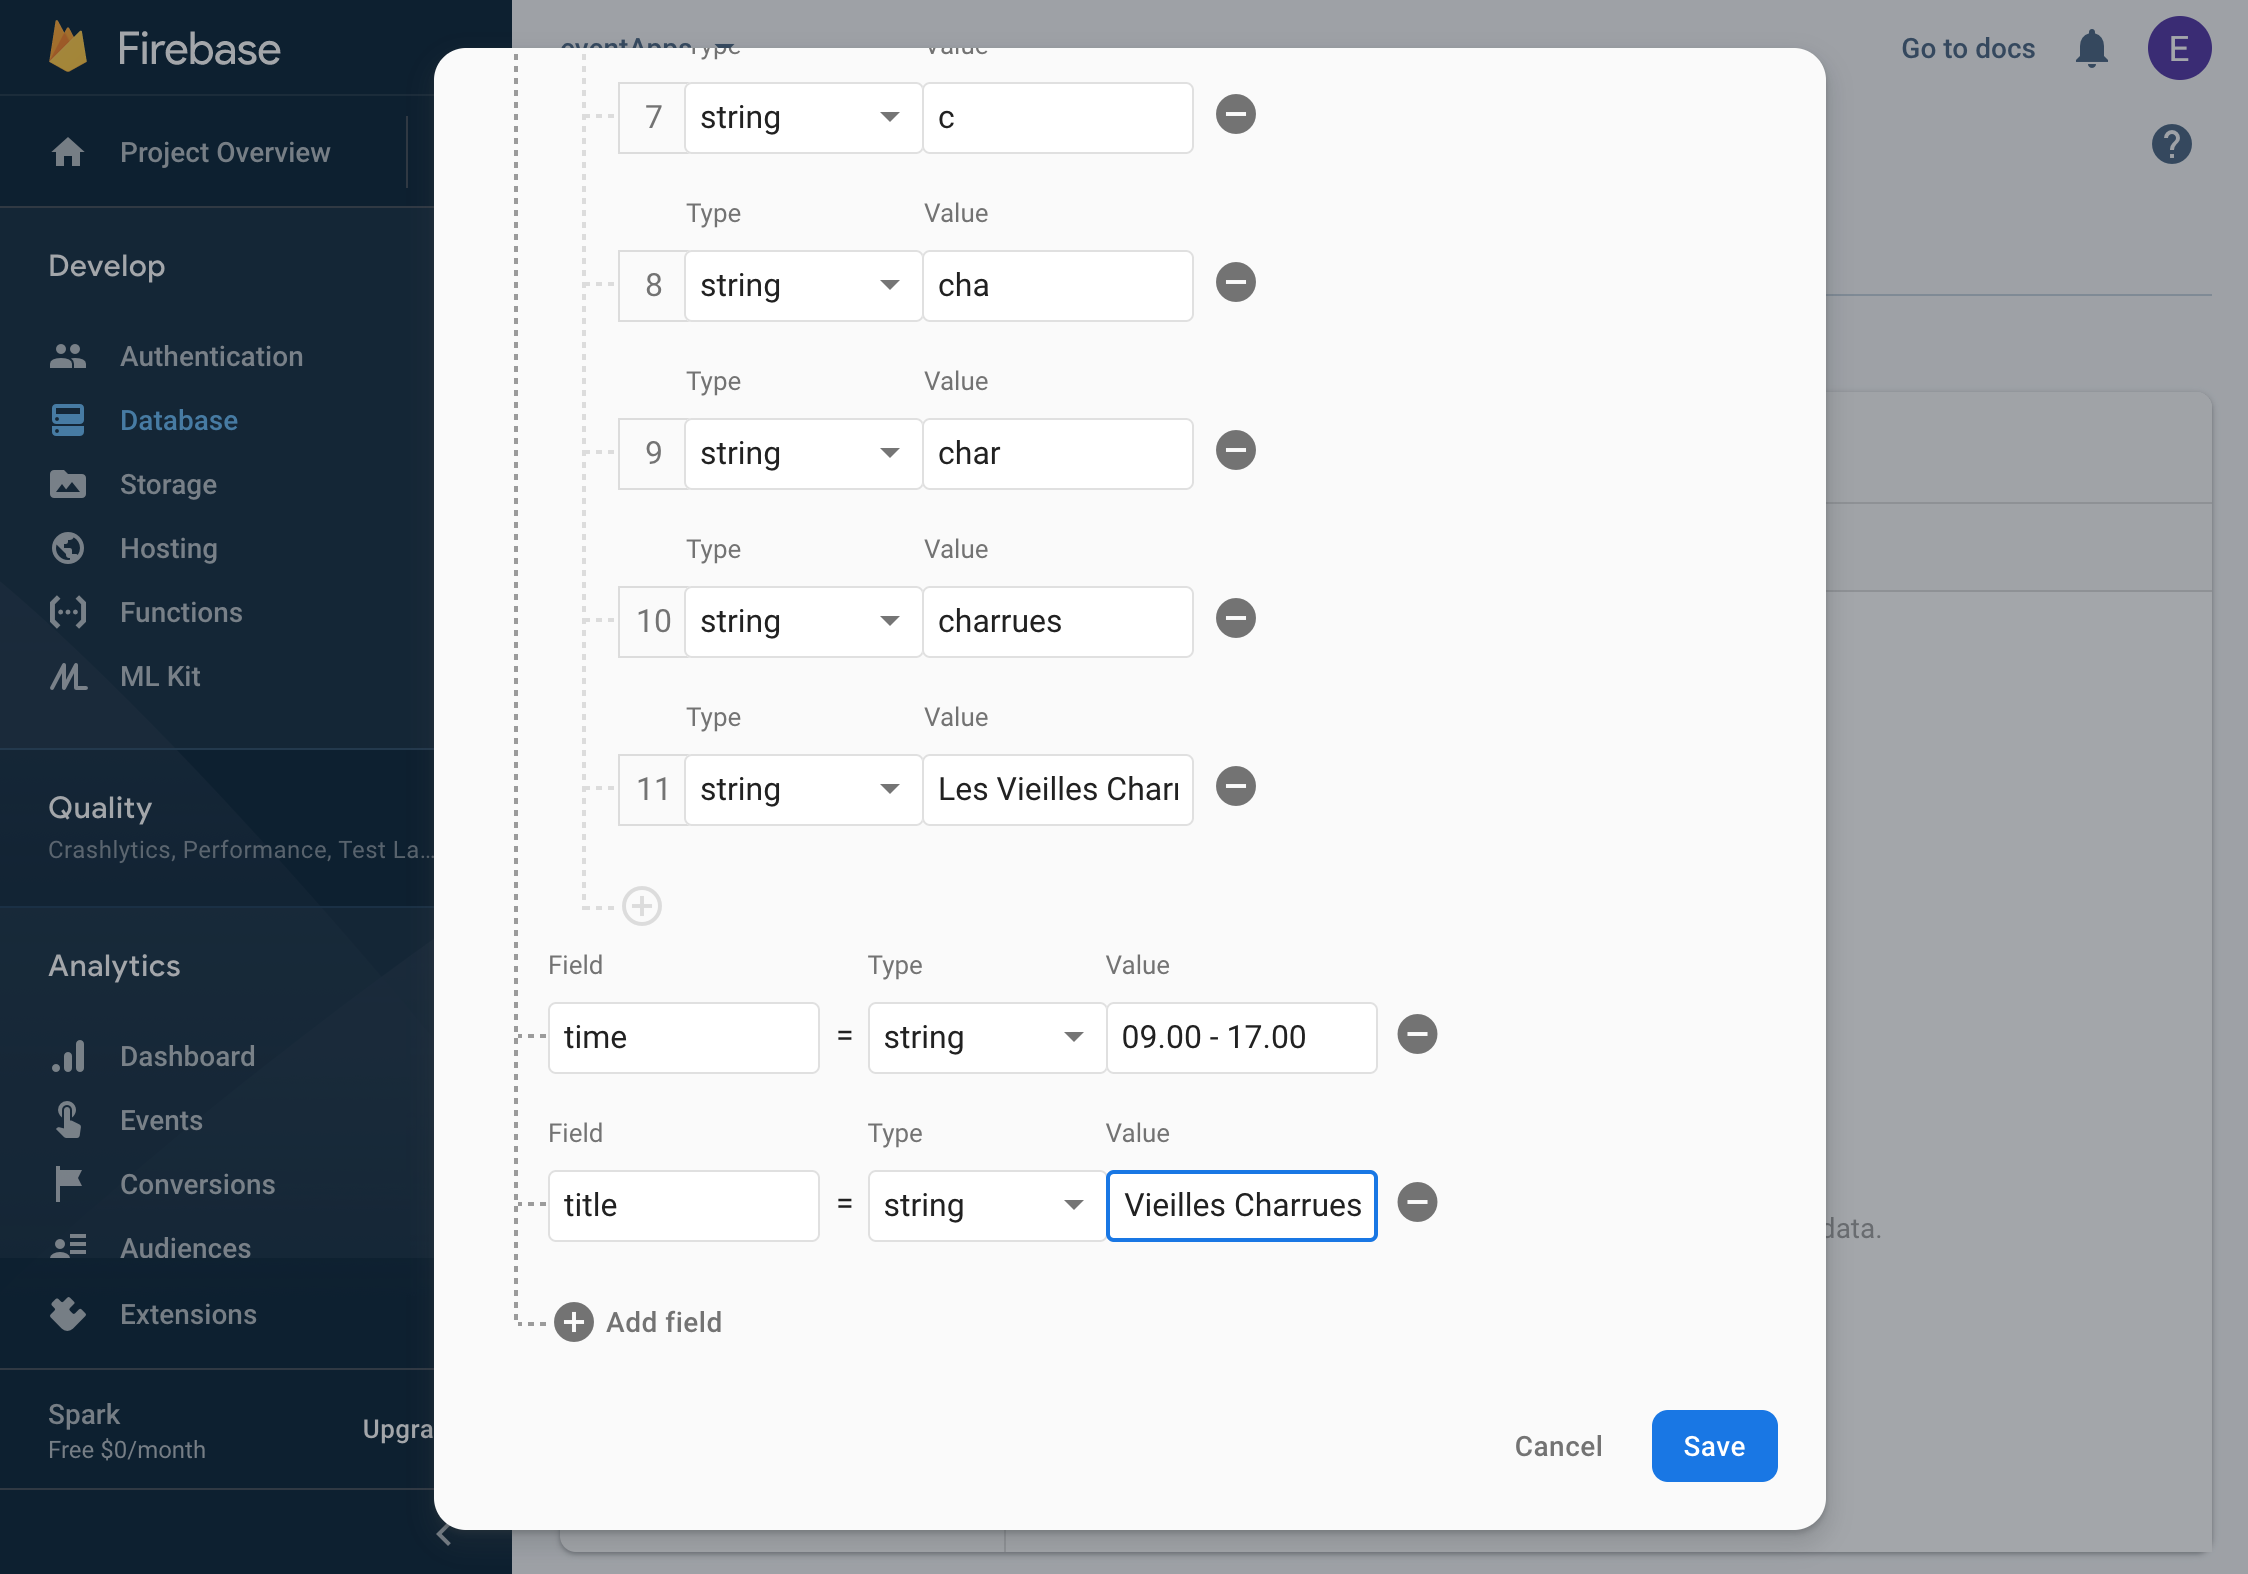 Firebase
eventApps
Type Value
Go to docs
E
Project Overview
7 string c
Type Value
8 string cha
Develop
Authentication
Database
Storage
Hosting
Functions
ML Kit
Type Value
9 string char
Type Value
10 string charrues
Type Value
11 string Les Vieilles Char
Quality
Crashlytics, Performance, Test La...
Analytics
Dashboard
Events
Conversions
Audiences
Extensions
Field Type Value
time = string 09.00 - 17.00
Field Type Value
title = string Vieilles Charrues
data.
Add field
Spark
Free $0/month
Upgra
Cancel
Save